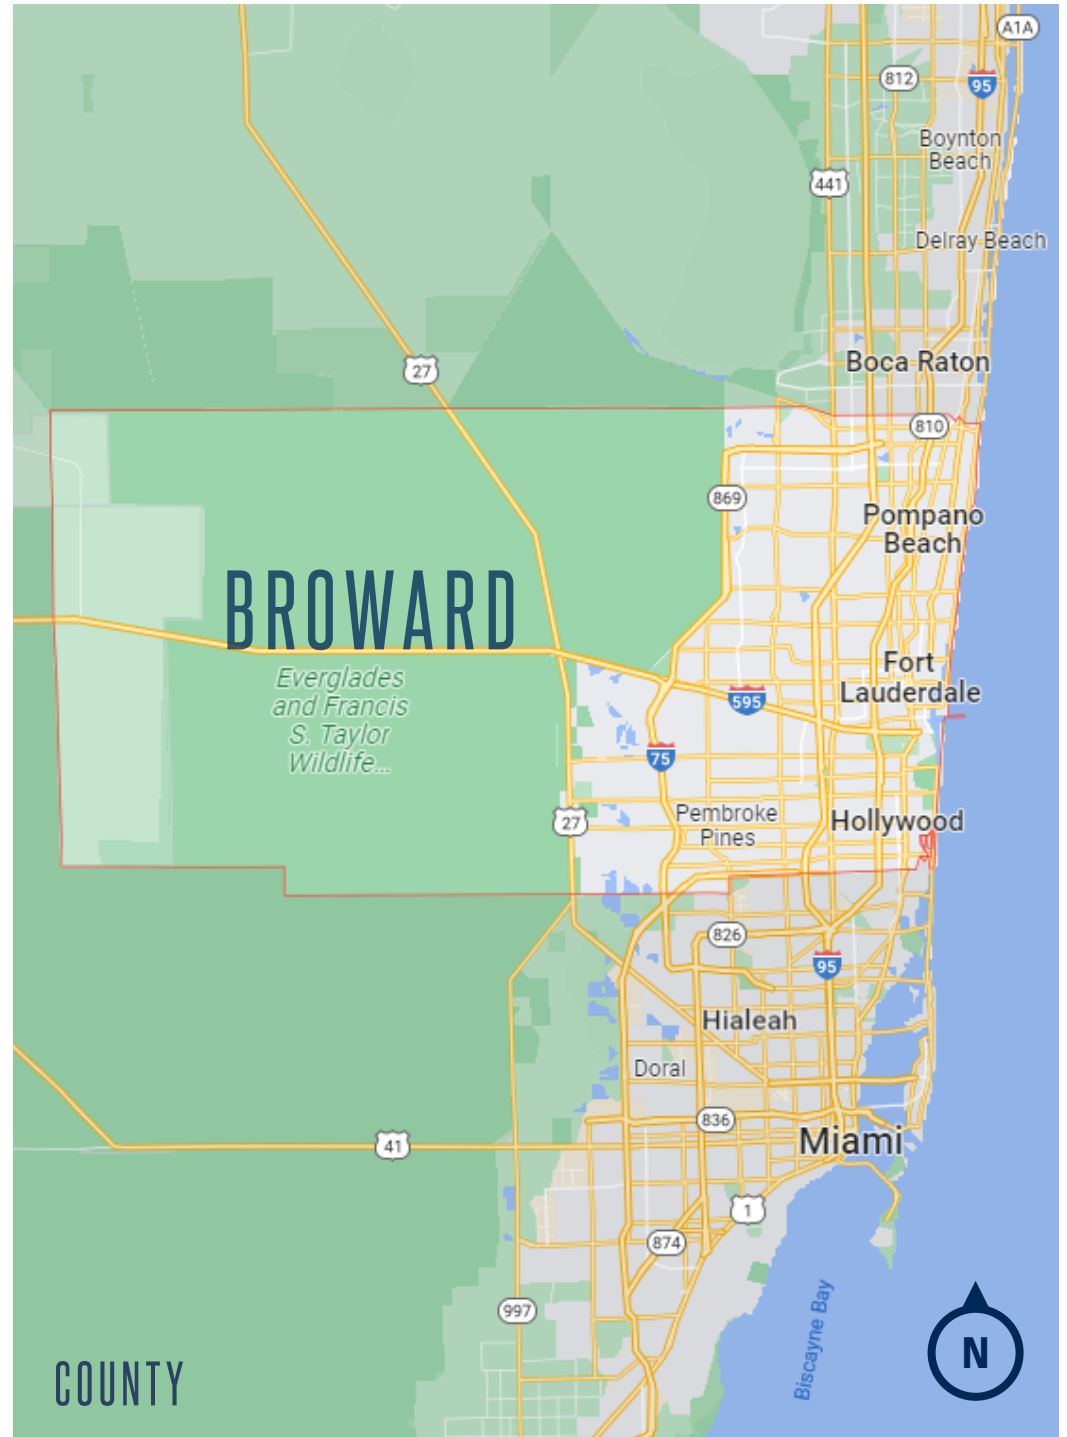 A1A
812
95
Boynton
Beach
441
Delray Beach
Boca Raton
27
810
869
Pompano
Beach
BROWARD
Everglades
and Francis
S. Taylor
Wildlife...
Fort
Lauderdale
595
75
27
Pembroke
Pines
Hollywood
826
95
Hialeah
Doral
836
41
Miami
1
874
997
Biscayne Bay
N
COUNTY